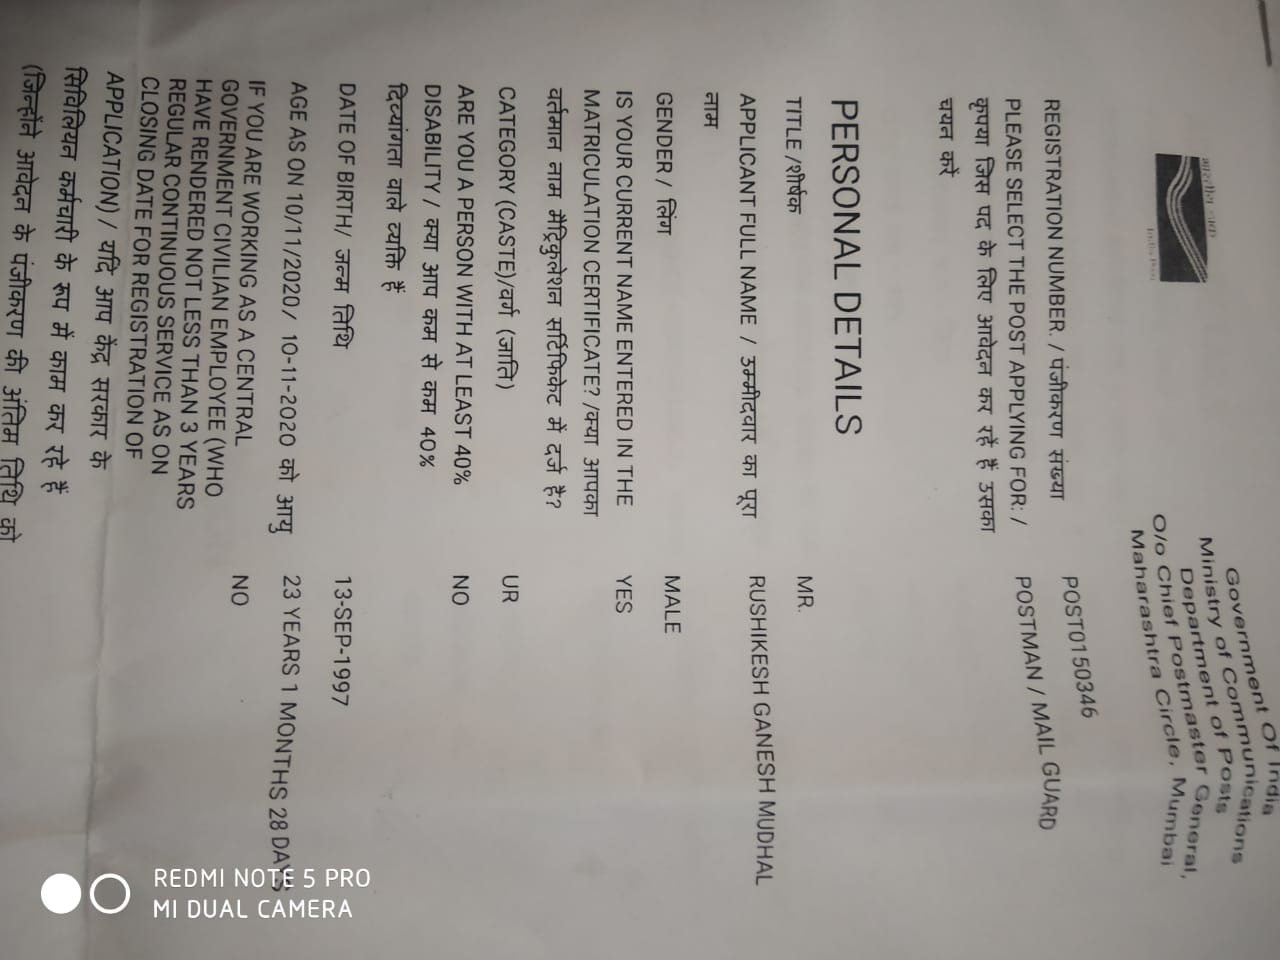 भारतीय डाक
India Post
Government Of India
Ministry of Communications
Department of Posts
O/o Chief Postmaster General,
Maharashtra Circle, Mumbai
REGISTRATION NUMBER. / पंजीकरण संख्या POST0150346
PLEASE SELECT THE POST APPLYING FOR: / POSTMAN / MAIL GUARD
कृपया जिस पद के लिए आवेदन कर रहें हैं उसका
चयन करें
PERSONAL DETAILS
TITLE /शीर्षक MR.
APPLICANT FULL NAME / उम्मीदवार का पूरा RUSHIKESH GANESH MUDHAL
नाम
GENDER / लिंग MALE
IS YOUR CURRENT NAME ENTERED IN THE YES
MATRICULATION CERTIFICATE? /क्या आपका
वर्तमान नाम मैट्रिकुलेशन सर्टिफिकेट में दर्ज है?
CATEGORY (CASTE)/वर्ग (जाति) UR
ARE YOU A PERSON WITH AT LEAST 40% NO
DISABILITY / क्या आप कम से कम 40%
दिव्यांगता वाले व्यक्ति हैं
DATE OF BIRTH/ जन्म तिथि 13-SEP-1997
AGE AS ON 10/11/2020/ 10-11-2020 को आयु 23 YEARS 1 MONTHS 28 DAYS
IF YOU ARE WORKING AS A CENTRAL NO
GOVERNMENT CIVILIAN EMPLOYEE (WHO
HAVE RENDERED NOT LESS THAN 3 YEARS
REGULAR CONTINUOUS SERVICE AS ON
CLOSING DATE FOR REGISTRATION OF
APPLICATION) / यदि आप केंद्र सरकार के
सिविलियन कर्मचारी के रूप में काम कर रहे हैं
(जिन्होंने आवेदन के पंजीकरण की अंतिम तिथि को
REDMI NOTE 5 PRO
MI DUAL CAMERA